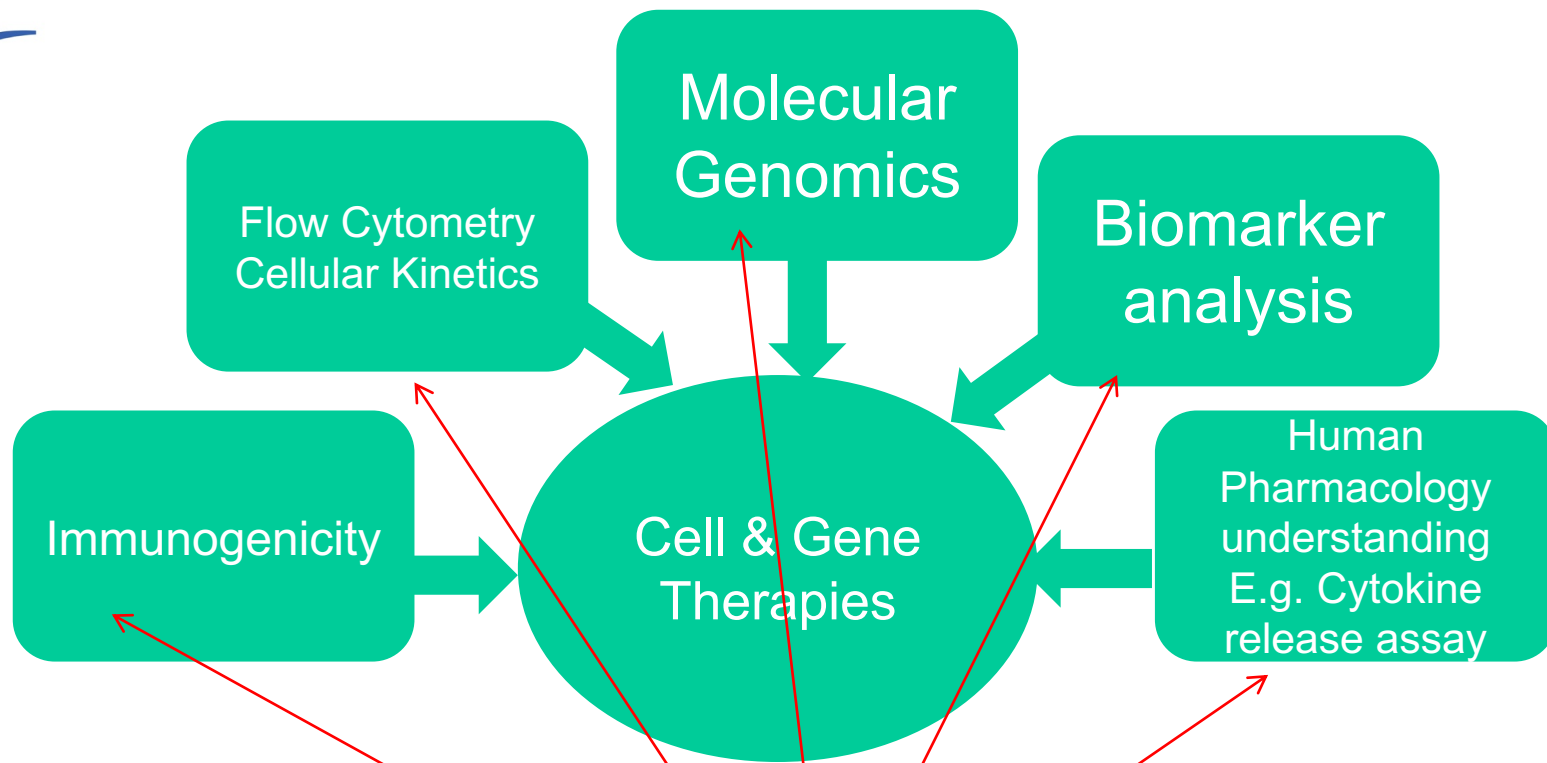 Molecular
Genomics
Flow Cytometry
Cellular Kinetics
Biomarker
analysis
Immunogenicity
Cell & Gene
Therapies
Human
Pharmacology
understanding
E.g. Cytokine
release assay